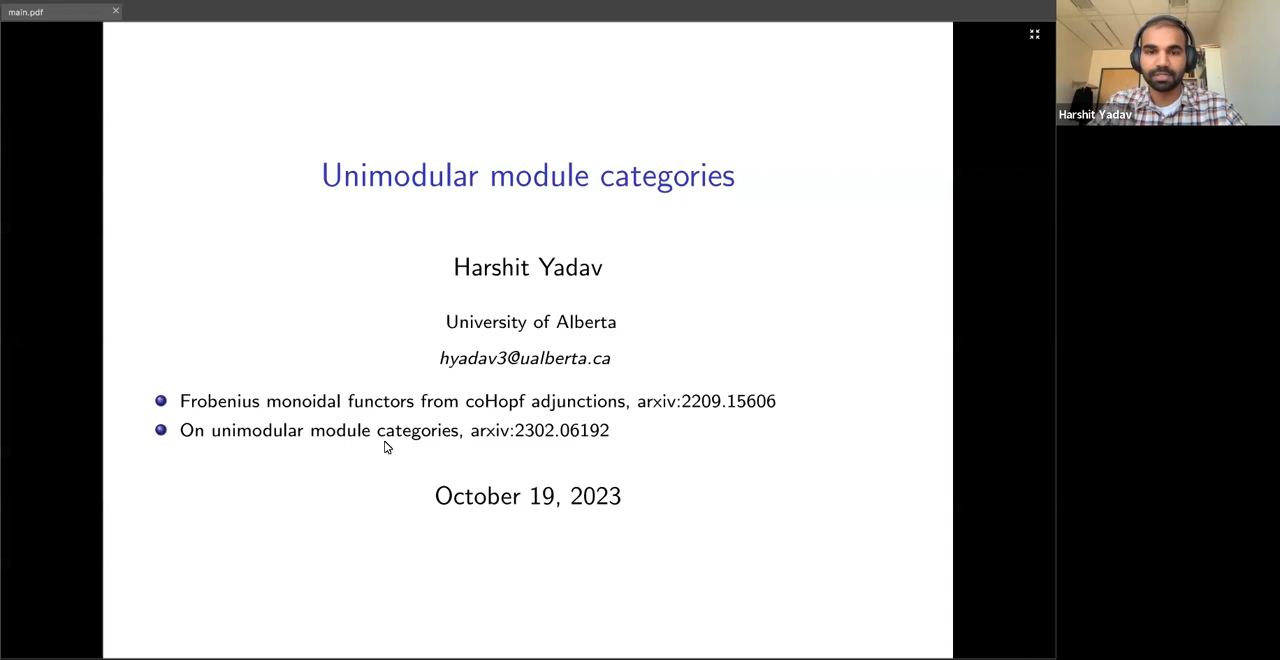 main.pdf
Unimodular module categories
Harshit Yadav
University of Alberta
hyadav3@ualberta.ca
Frobenius monoidal functors from coHopf adjunctions, arxiv:2209.15606
On unimodular module categories, arxiv:2302.06192
October 19, 2023
Harshit Yadav